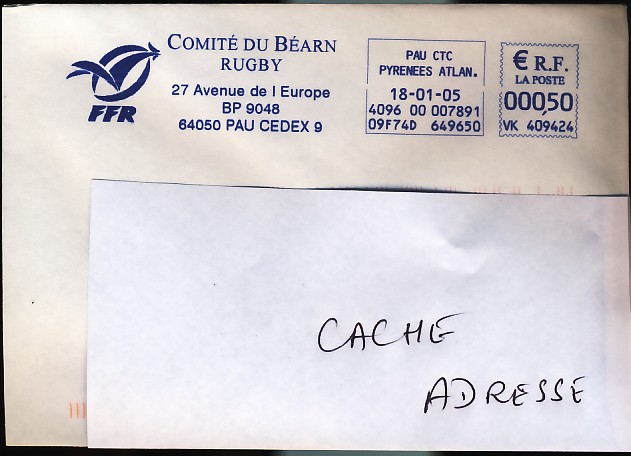 COMITÉ DU BÉARN
RUGBY
27 Avenue de l Europe
BP 9048
64050 PAU CEDEX 9
FFR
PAU CTC
PYRENEES ATLAN.
18-01-05
4096 00 007891
09F74D 649650
€ R.F.
LA POSTE
000,50
VK 409424
CACHE
ADRESSE